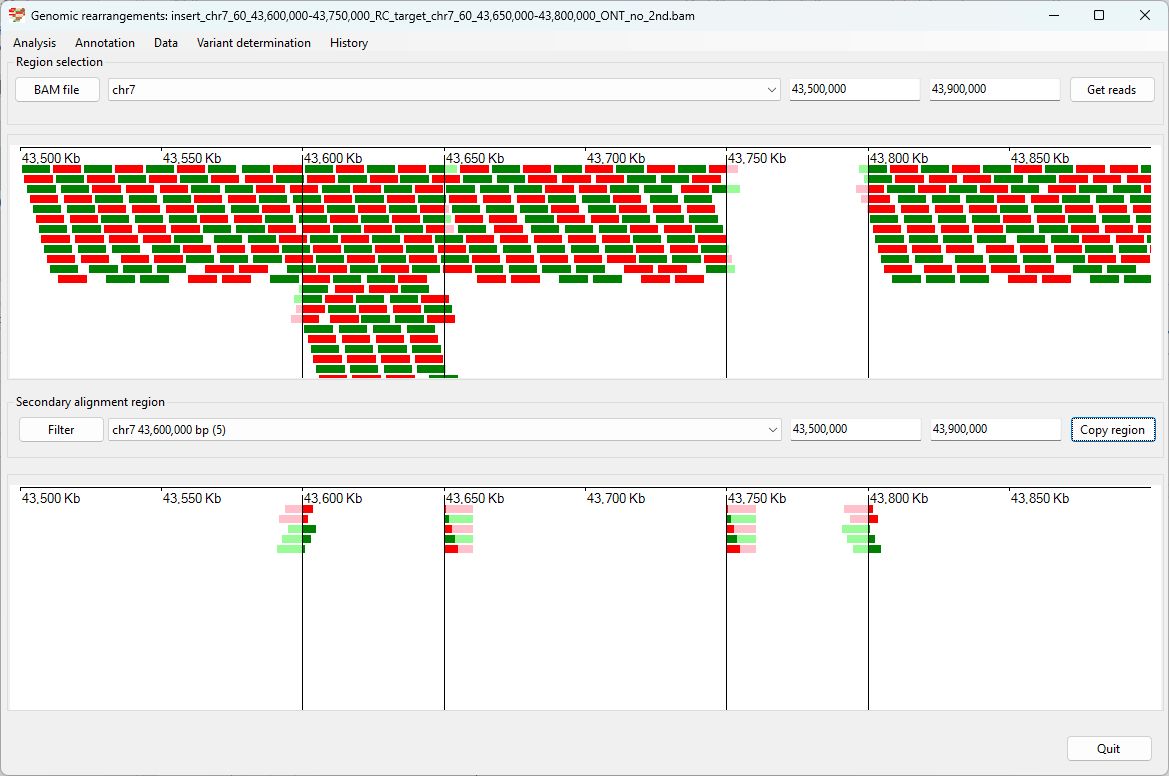 Genomic rearrangements: insert_chr7_60_43,600,000-43,750,000_RC_target_chr7_60_43,650,000-43,800,000_ONT_no_2nd.bam
Analysis Annotation Data Variant determination History
Region selection
BAM file chr7 43,500,000 43,900,000 Get reads
43,500 Kb 43,550 Kb 43,600 Kb 43,650 Kb 43,700 Kb 43,750 Kb 43,800 Kb 43,850 Kb
Secondary alignment region
Filter chr7 43,600,000 bp (5) 43,500,000 43,900,000 Copy region
43,500 Kb 43,550 Kb 43,600 Kb 43,650 Kb 43,700 Kb 43,750 Kb 43,800 Kb 43,850 Kb
Quit